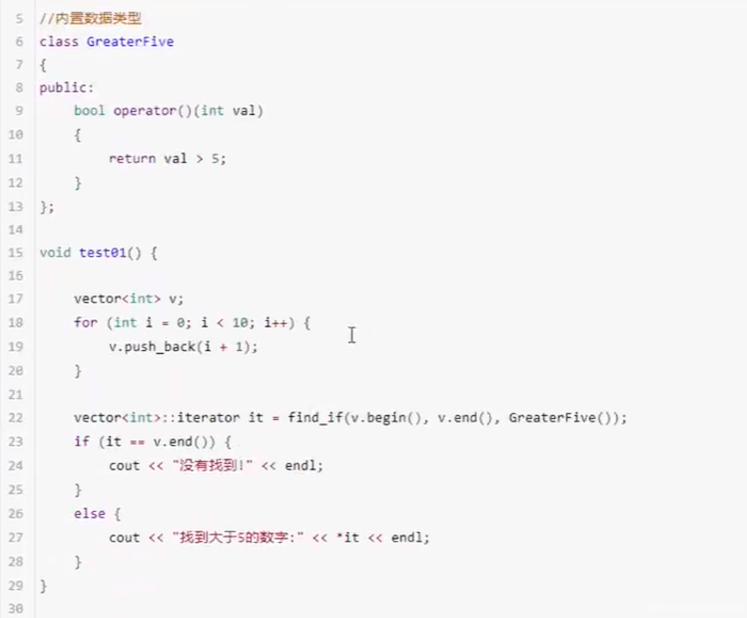 5 //内置数据类型
6 class GreaterFive
7 {
8 public:
9     bool operator()(int val)
10     {
11         return val > 5;
12     }
13 };
14
15 void test01() {
16
17     vector<int> v;
18     for (int i = 0; i < 10; i++) {
19         v.push_back(i + 1);
20     }
21
22     vector<int>::iterator it = find_if(v.begin(), v.end(), GreaterFive());
23     if (it == v.end()) {
24         cout << "没有找到!" << endl;
25     }
26     else {
27         cout << "找到大于5的数字:" << *it << endl;
28     }
29 }
30